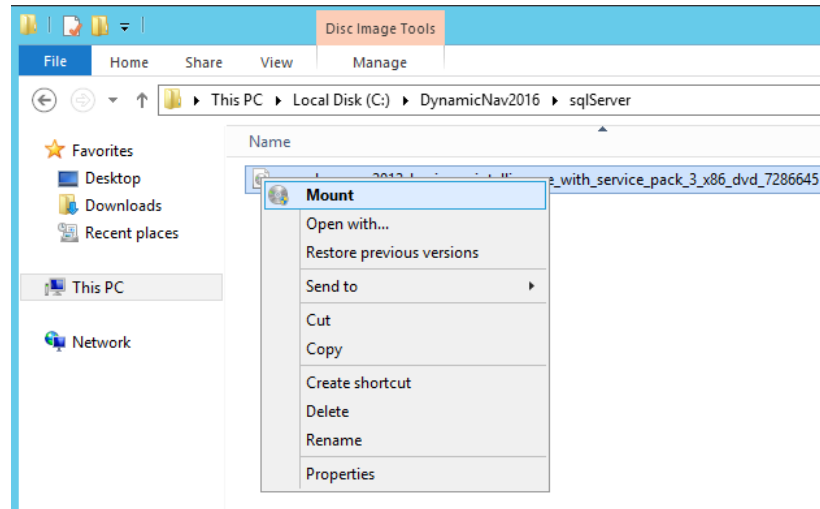 Disc Image Tools
File Home Share View Manage
This PC Local Disk (C:) DynamicNav2016 sqlServer
Favorites
Desktop
Downloads
Recent places
This PC
Network
Name
_with_service_pack_3_x86_dvd_7286645
Mount
Open with...
Restore previous versions
Send to
Cut
Copy
Create shortcut
Delete
Rename
Properties